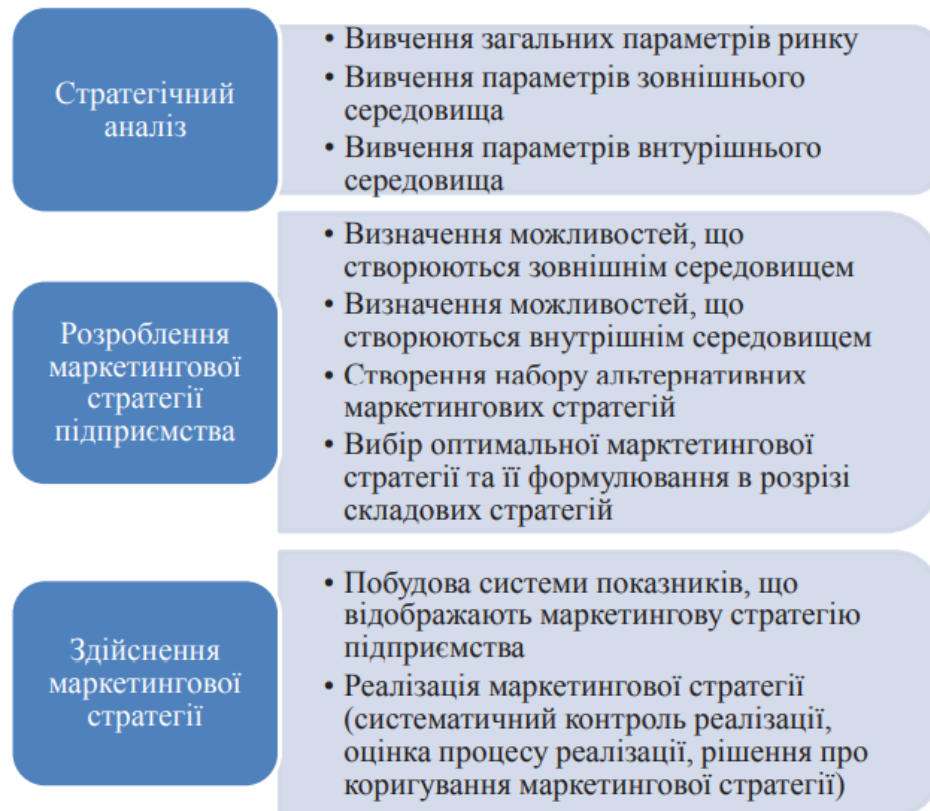 Стратегічний
аналіз
• Вивчення загальних параметрів ринку
• Вивчення параметрів зовнішнього
середовища
• Вивчення параметрів внтурішнього
середовища
Розроблення
маркетингової
стратегії
підприємства
• Визначення можливостей, що
створюються зовнішнім середовищем
• Визначення можливостей, що
створюються внутрішнім середовищем
• Створення набору альтернативних
маркетингових стратегій
• Вибір оптимальної марктетингової
стратегії та її формулювання в розрізі
складових стратегій
Здійснення
маркетингової
стратегії
• Побудова системи показників, що
відображають маркетингову стратегію
підприємства
• Реалізація маркетингової стратегії
(систематичний контроль реалізації,
оцінка процесу реалізації, рішення про
коригування маркетингової стратегії)